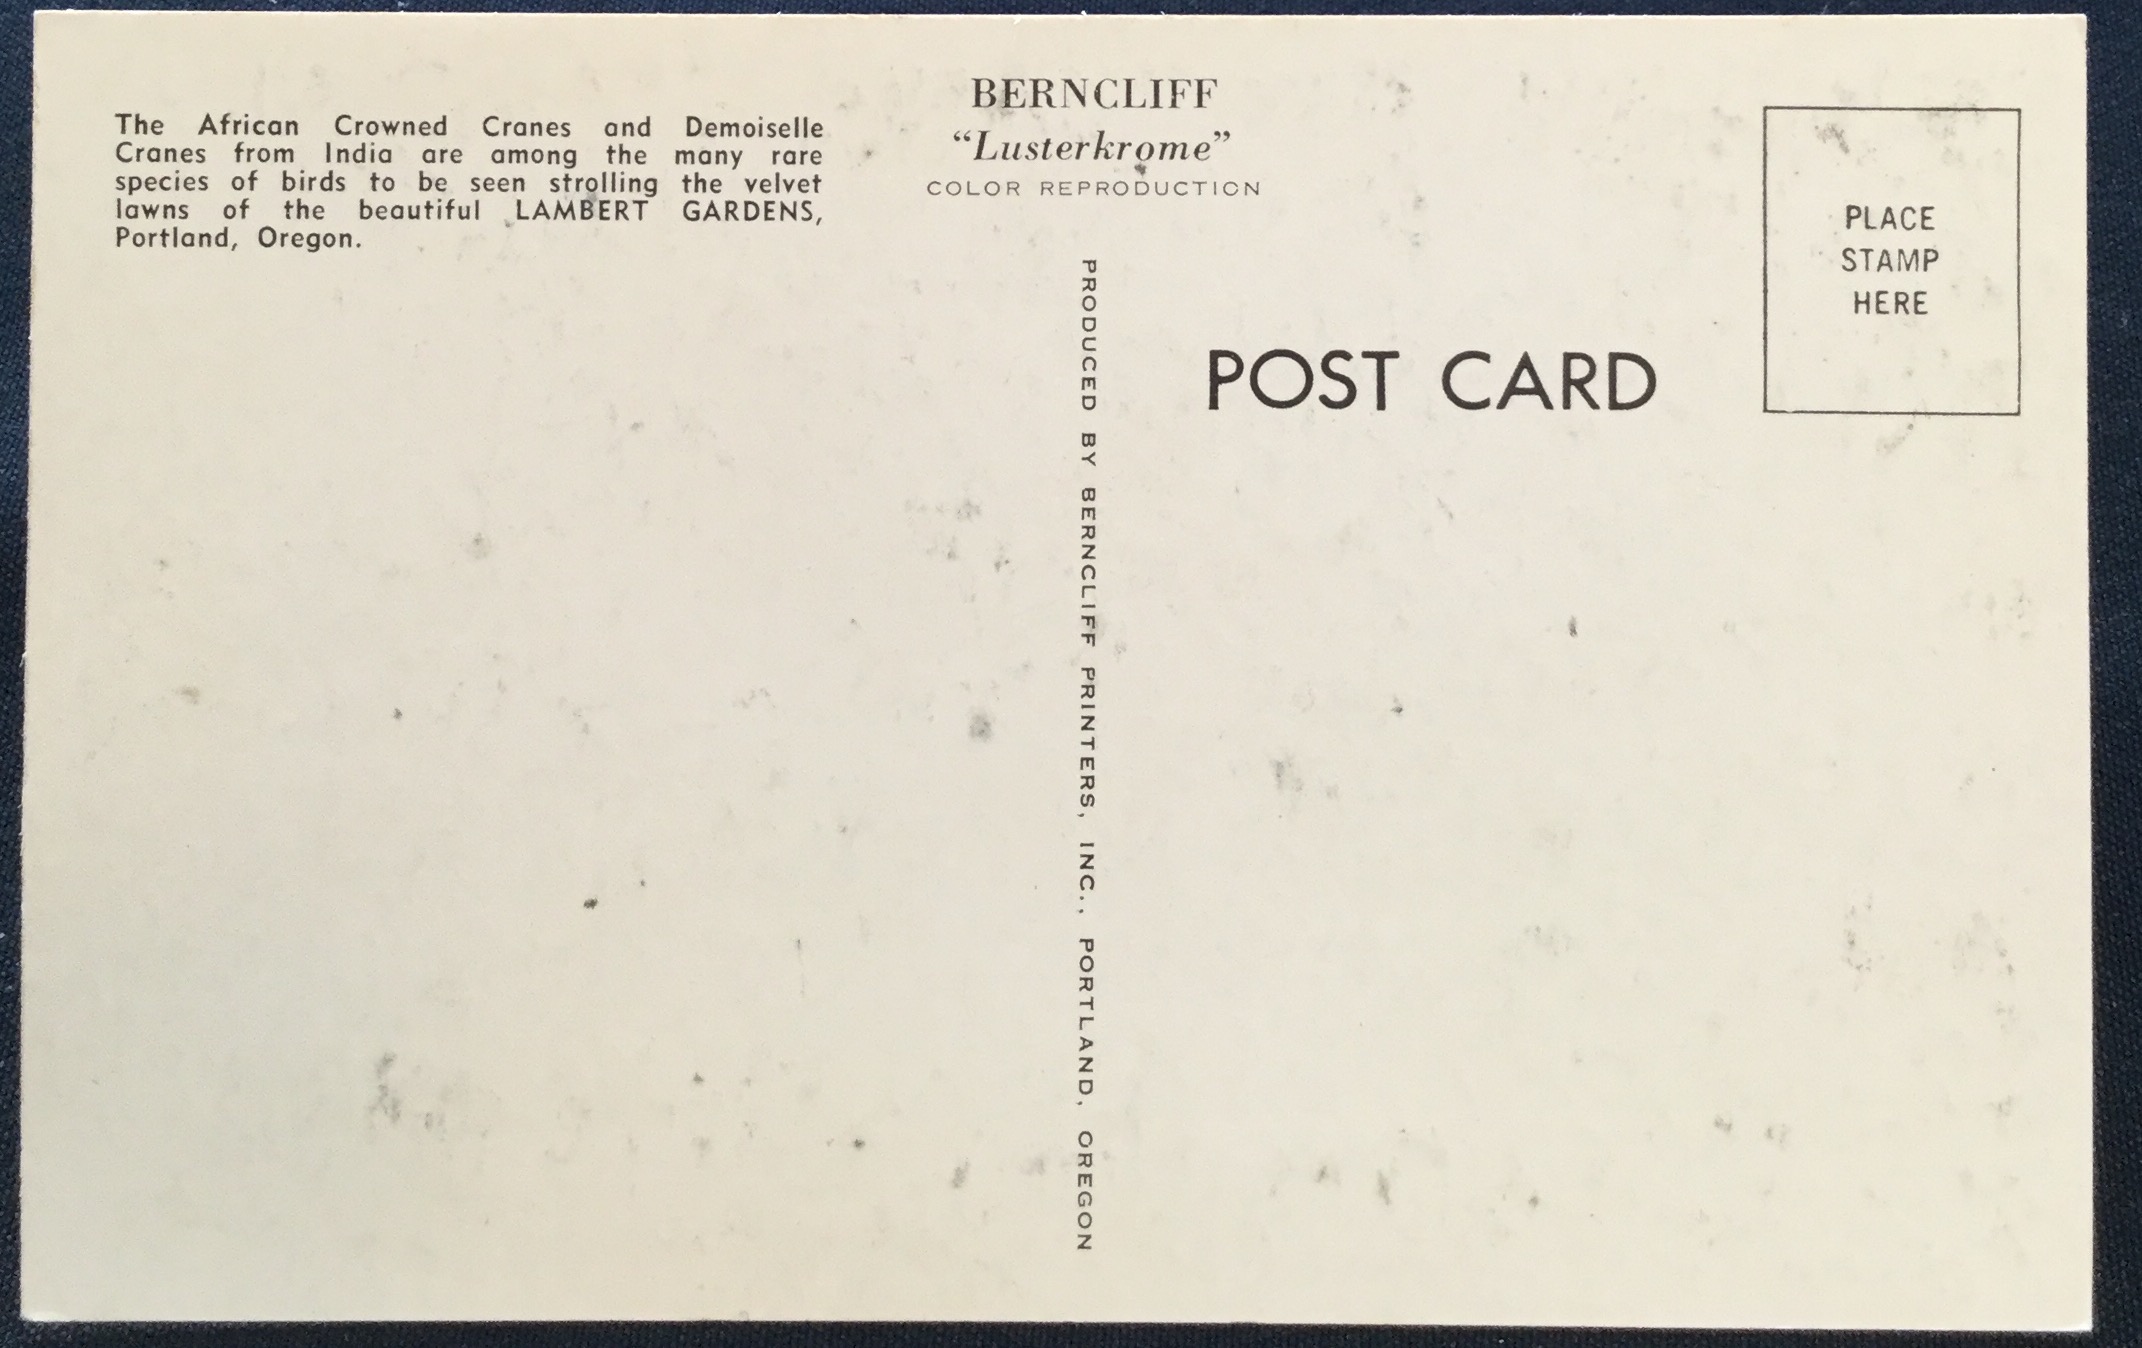 The African Crowned Cranes and Demoiselle
Cranes from India are among the many rare
species of birds to be seen strolling the velvet
lawns of the beautiful LAMBERT GARDENS,
Portland, Oregon.
BERNCLIFF
“Lusterkrome”
COLOR REPRODUCTION
PRODUCED BY BERNCLIFF PRINTERS, INC., PORTLAND, OREGON
POST CARD
PLACE
STAMP
HERE